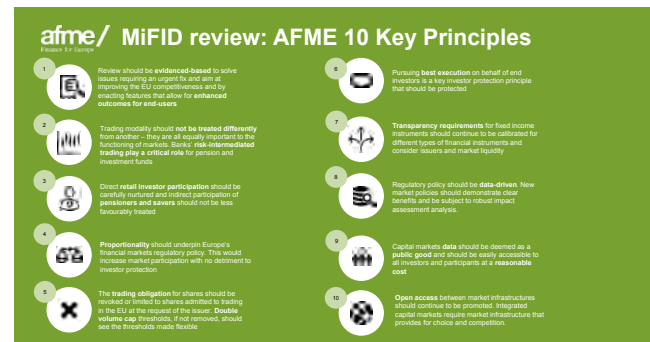 afme/
Finance for Europe
MiFID review: AFME 10 Key Principles
1
Review should be evidenced-based to solve
issues requiring an urgent fix and aim at
improving the EU competitiveness and by
enacting features that allow for enhanced
outcomes for end-users
2
Trading modality should not be treated differently
from another – they are all equally important to the
functioning of markets. Banks' risk-intermediated
trading play a critical role for pension and
investment funds
3
Direct retail investor participation should be
carefully nurtured and indirect participation of
pensioners and savers should not be less
favourably treated
4
Proportionality should underpin Europe's
financial markets regulatory policy. This would
increase market participation with no detriment to
investor protection
5
The trading obligation for shares should be
revoked or limited to shares admitted to trading
in the EU at the request of the issuer. Double
volume cap thresholds, if not removed, should
see the thresholds made flexible
6
Pursuing best execution on behalf of end
investors is a key investor protection principle
that should be protected
7
Transparency requirements for fixed income
instruments should continue to be calibrated for
different types of financial instruments and
consider issuers and market liquidity
8
Regulatory policy should be data-driven. New
market policies should demonstrate clear
benefits and be subject to robust impact
assessment analysis.
9
Capital markets data should be deemed as a
public good and should be easily accessible to
all investors and participants at a reasonable
cost
10
Open access between market infrastructures
should continue to be promoted. Integrated
capital markets require market infrastructure that
provides for choice and competition.